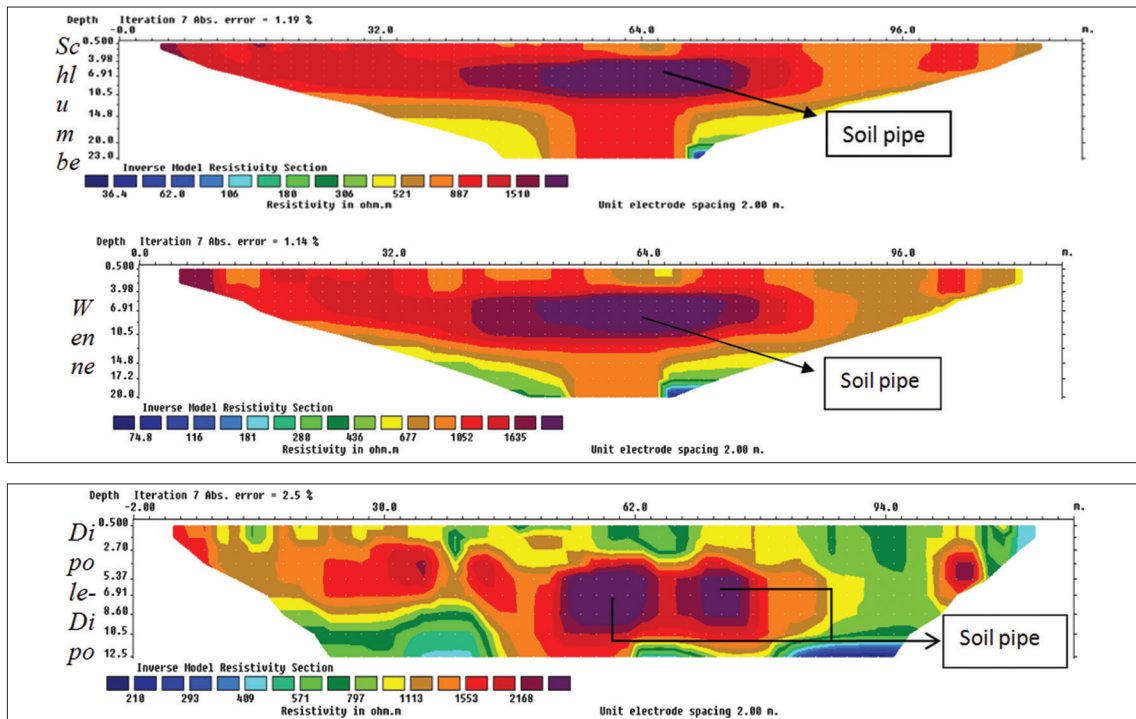 Depth Iteration 7 Abs. error = 1.19 %
-0.0 32.0 64.0 96.0 m.
Sc
hl
u
m
be
0.500
3.98
6.91
10.5
14.8
20.0
23.0
Soil pipe
Inverse Model Resistivity Section
36.4 62.0 106 180 306 521 887 1510
Resistivity in ohm.m Unit electrode spacing 2.00 m.
Depth Iteration 7 Abs. error = 1.14 %
0.0 32.0 64.0 96.0 m.
W
en
ne
0.500
3.98
6.91
10.5
14.8
17.2
20.0
Soil pipe
Inverse Model Resistivity Section
74.8 116 181 280 436 677 1052 1635
Resistivity in ohm.m Unit electrode spacing 2.00 m.
Depth Iteration 7 Abs. error = 2.5 %
-2.00 30.0 62.0 94.0 m.
Di
po
le-
Di
po
0.500
2.70
5.37
6.91
8.60
10.5
12.5
Soil pipe
Inverse Model Resistivity Section
210 293 409 571 797 1113 1553 2168
Resistivity in ohm.m Unit electrode spacing 2.00 m.